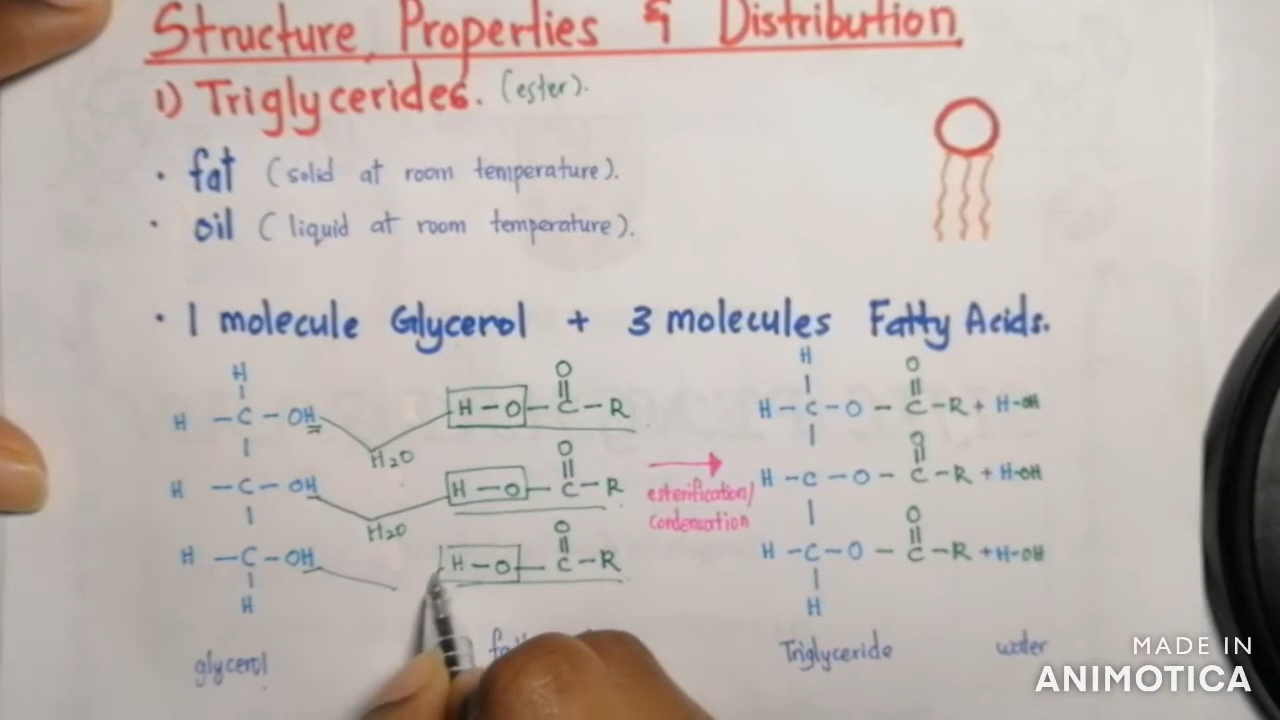 Structure, Properties & Distribution
1) Triglycerides. (ester).
• fat (solid at room temperature).
• oil (liquid at room temperature).
• 1 molecule Glycerol + 3 molecules Fatty Acids.
H O H O
H - C - OH H - O - C - R H - C - O - C - R + H-OH
H2O
H - C - OH O H - O - C - R H - C - O - C - R + H-OH O
H2O
esterification/
condensation
H - C - OH O H - O - C - R H - C - O - C - R + H-OH O
H H
glycerol Triglyceride water
MADE IN
ANIMOTICA